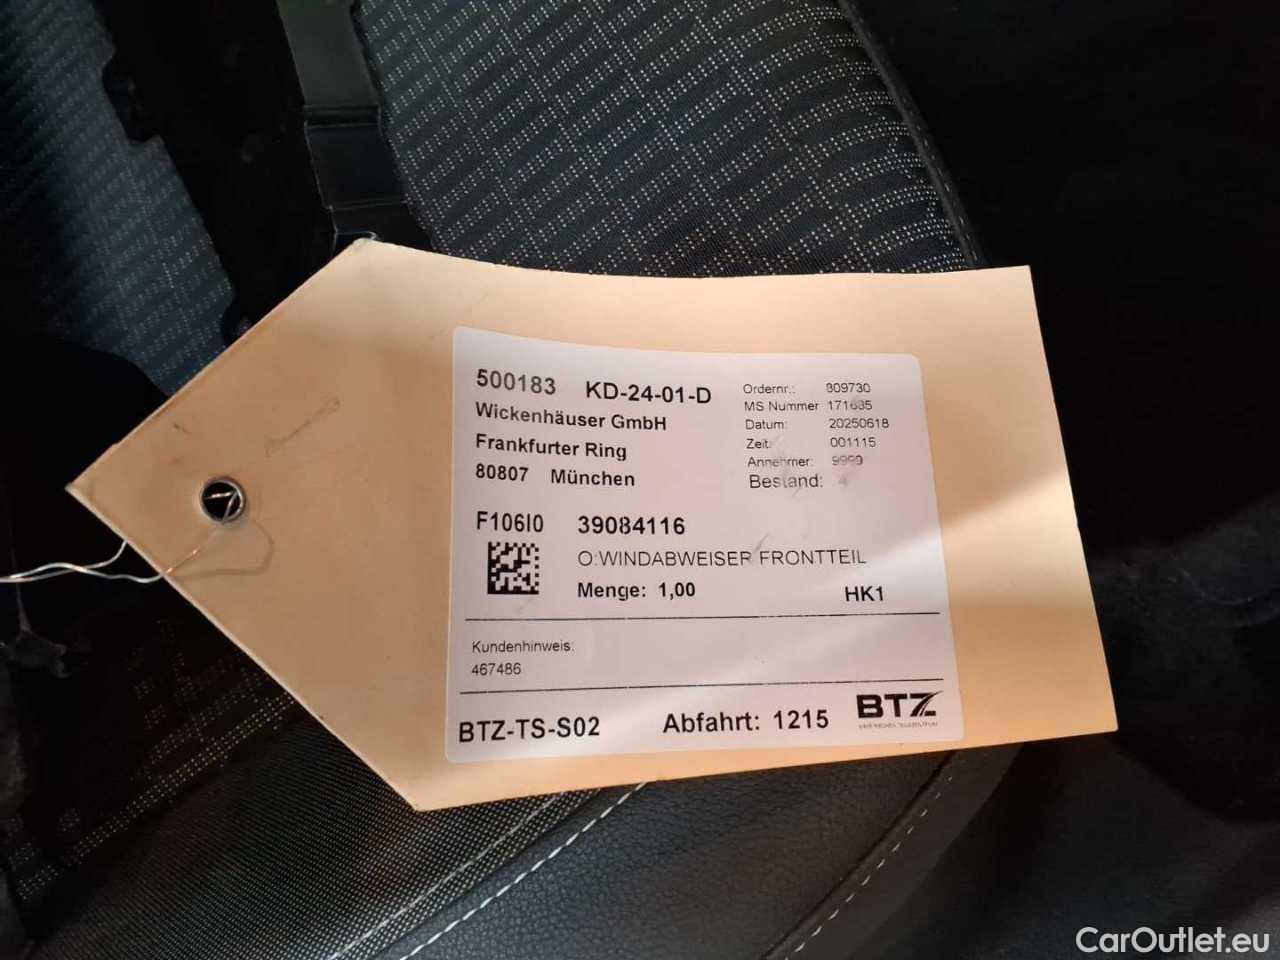 500183 KD-24-01-D
Wickenhäuser GmbH
Frankfurter Ring
80807 München
Ordernr.: 809730
MS Nummer 171635
Datum: 20250618
Zeit: 001115
Annehmer: 9999
Bestand:
F106I0 39084116
O:WINDABWEISER FRONTTEIL
Menge: 1,00 HK1
Kundenhinweis:
467486
BTZ-TS-S02 Abfahrt: 1215 BTZ
CarOutlet.eu